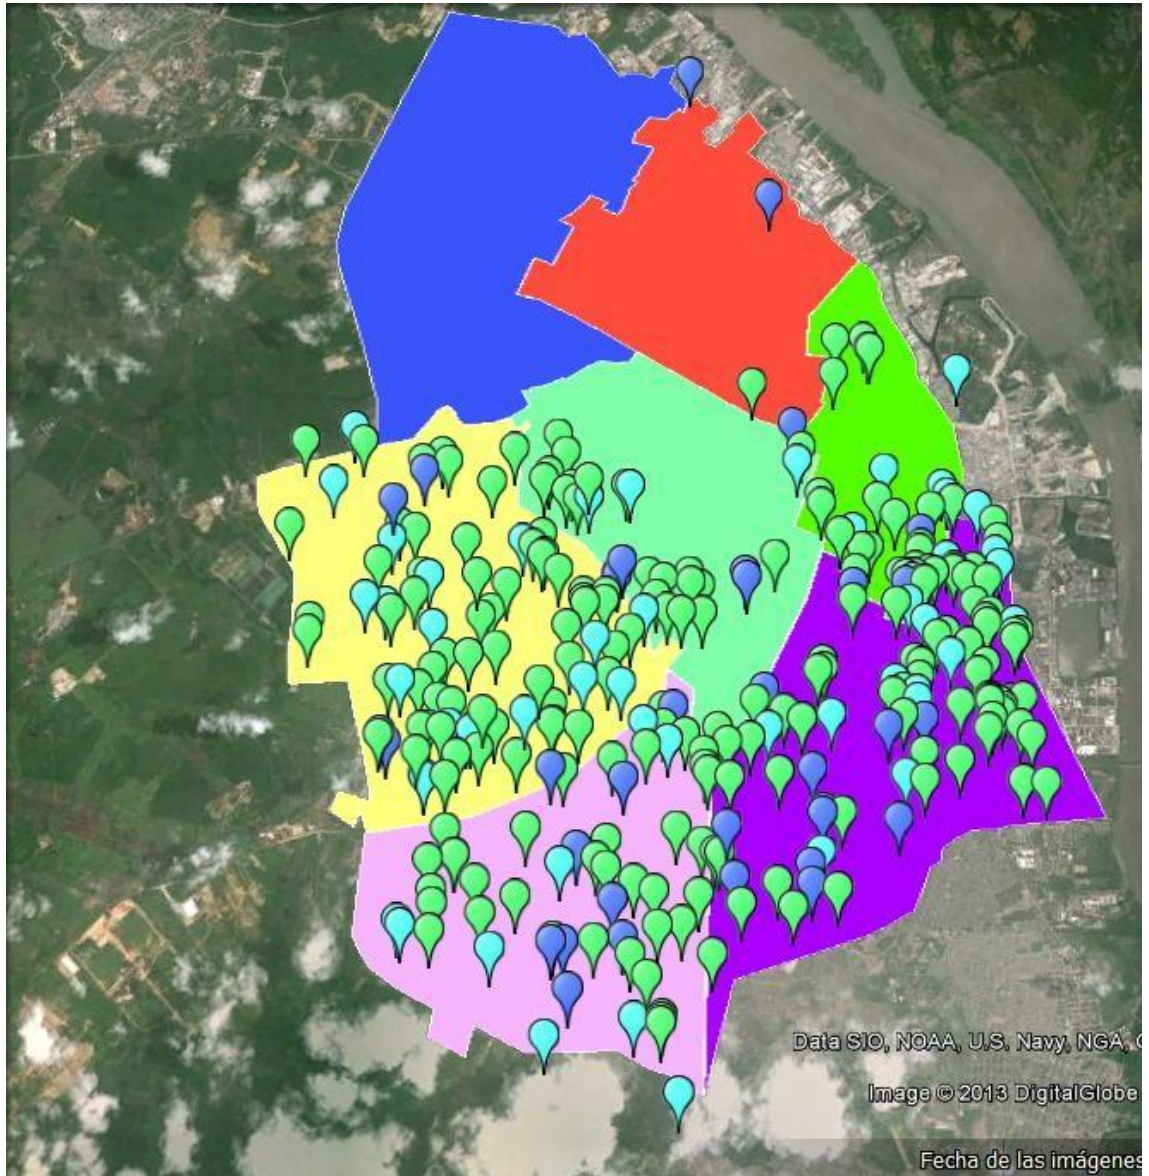 Data SIO, NOAA, U.S. Navy, NGA,
Image © 2013 DigitalGlobe
Fecha de las imágenes